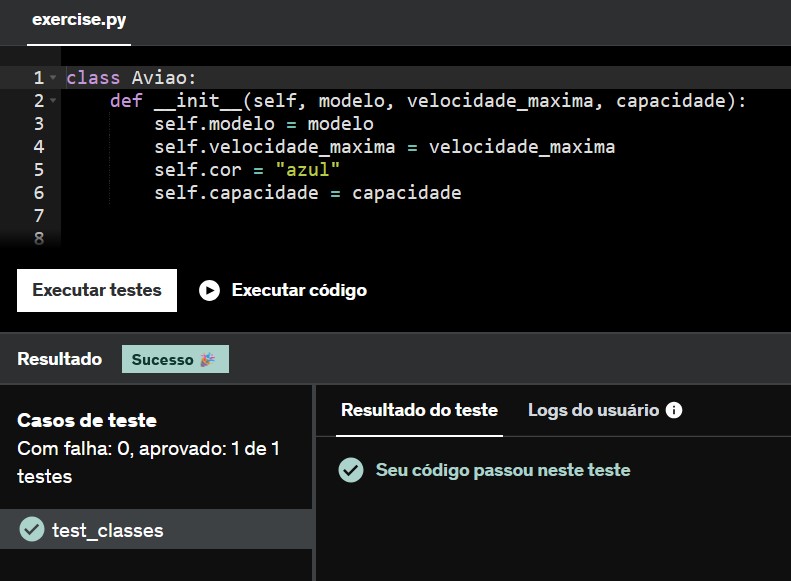 exercise.py
1 class Aviao:
2     def __init__(self, modelo, velocidade_maxima, capacidade):
3         self.modelo = modelo
4         self.velocidade_maxima = velocidade_maxima
5         self.cor = "azul"
6         self.capacidade = capacidade
7
8
Executar testes
Executar código
Resultado
Sucesso 🎉
Casos de teste
Com falha: 0, aprovado: 1 de 1
testes
test_classes
Resultado do teste
Logs do usuário
Seu código passou neste teste